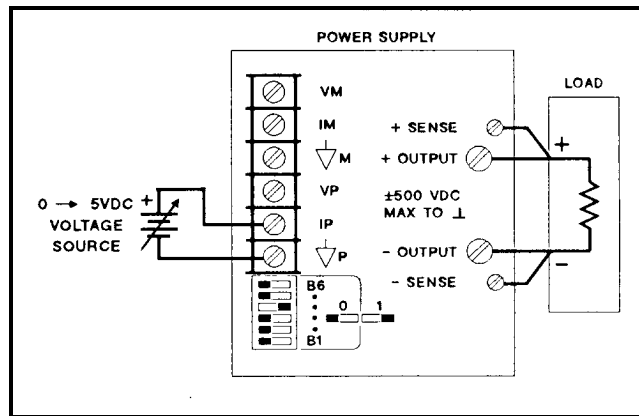 POWER SUPPLY
VM
IM
M
VP
IP
P
B6
B1
0 1
0 → 5VDC +
VOLTAGE
SOURCE
+ SENSE
+ OUTPUT
±500 VDC
MAX TO ⊥
- OUTPUT
- SENSE
LOAD
+
-